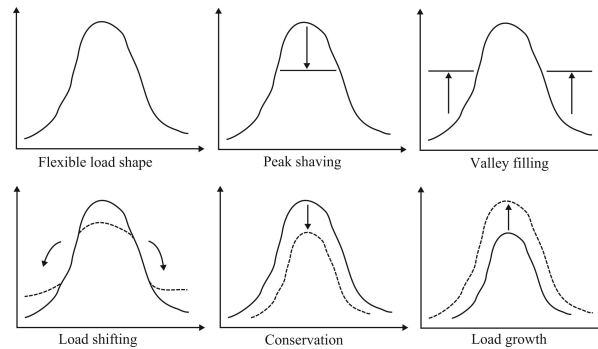 Flexible load shape
Peak shaving
Valley filling
Load shifting
Conservation
Load growth